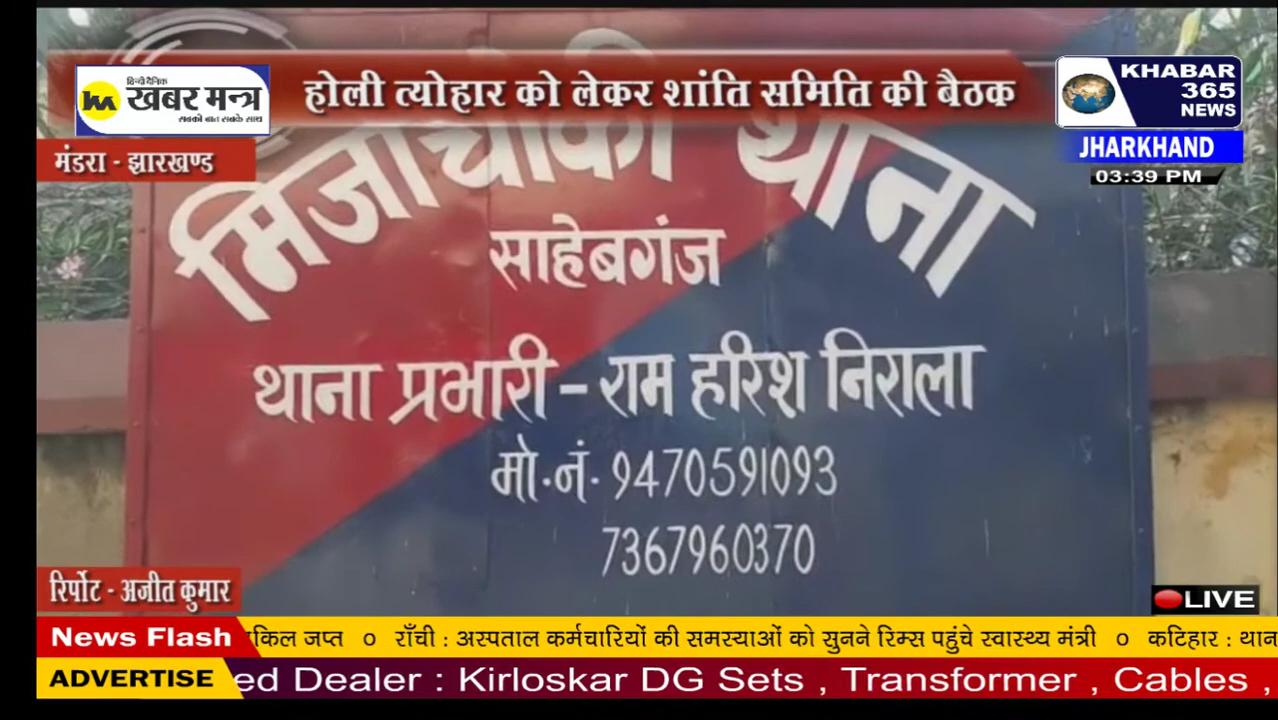 हिन्दी दैनिक
खबर मन्त्र
सबकी बात सबके साथ
होली त्योहार को लेकर शांति समिति की बैठक
KHABAR
365
NEWS
JHARKHAND
03:39 PM
मंडरा - झारखण्ड
मिर्जाचौकी थाना
साहेबगंज
थाना प्रभारी - राम हरिश निराला
मो.नं. 9470591093
7367960370
रिर्पोट - अजीत कुमार
LIVE
News Flash
किल जप्त o राँची : अस्पताल कर्मचारियों की समस्याओं को सुनने रिम्स पहुंचे स्वास्थ्य मंत्री o कटिहार : थान
ADVERTISE
ed Dealer : Kirloskar DG Sets , Transformer , Cables ,